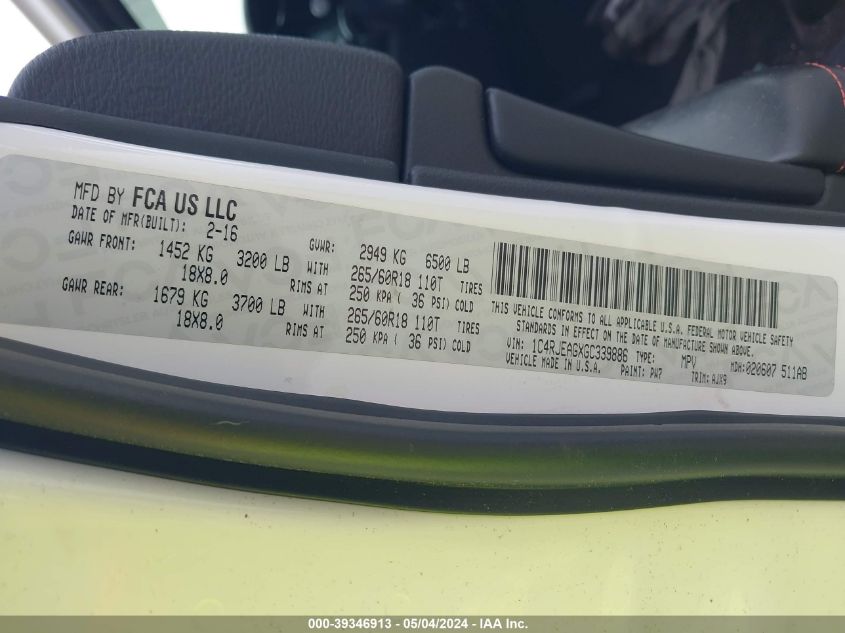 MFD BY FCA US LLC
DATE OF MFR(BUILT): 2-16
GVWR: 2949 KG 6500 LB
GAWR FRONT: 1452 KG 3200 LB WITH 265/60R18 110T TIRES
18X8.0 RIMS AT 250 KPA ( 36 PSI) COLD
GAWR REAR: 1679 KG 3700 LB WITH 265/60R18 110T TIRES
18X8.0 RIMS AT 250 KPA ( 36 PSI) COLD
THIS VEHICLE CONFORMS TO ALL APPLICABLE U.S.A. FEDERAL MOTOR VEHICLE SAFETY
STANDARDS IN EFFECT ON THE DATE OF MANUFACTURE SHOWN ABOVE.
VIN: 1C4RJEAGXGC339886 TYPE: MPV MDH:020607 511AB
VEHICLE MADE IN U.S.A. PAINT: PW7 TRIM: AJX9
000-39346913 - 05/04/2024 - IAA Inc.